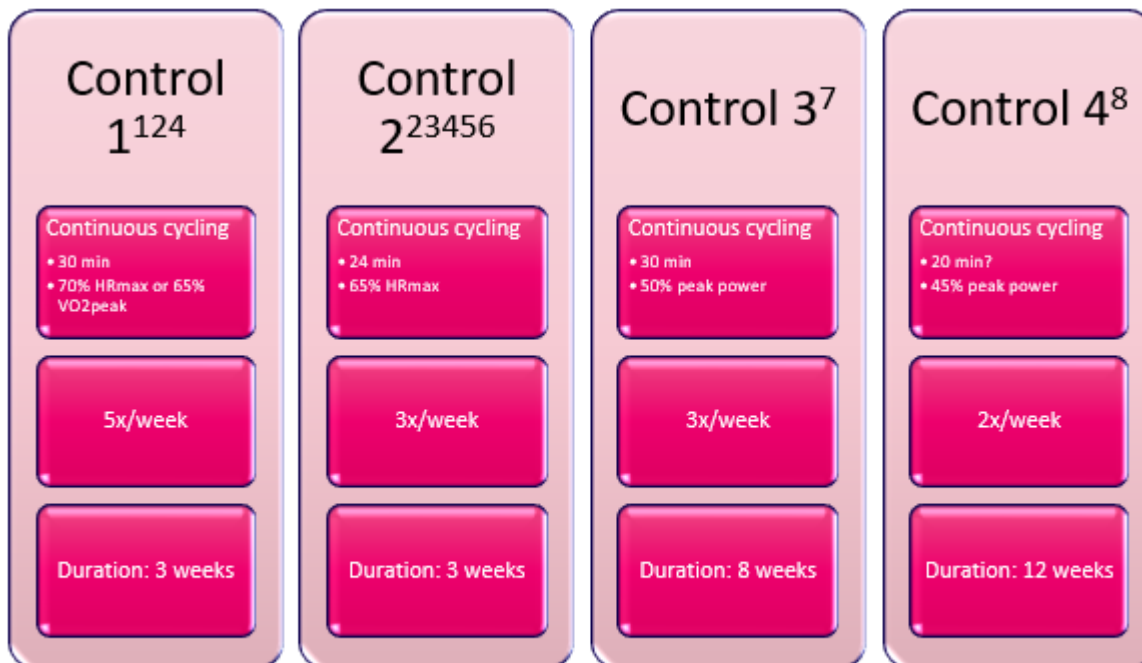 Control
1¹²⁴
Continuous cycling
• 30 min
• 70% HRmax or 65%
VO2peak
5x/week
Duration: 3 weeks
Control
2²³⁴⁵⁶
Continuous cycling
• 24 min
• 65% HRmax
3x/week
Duration: 3 weeks
Control 3⁷
Continuous cycling
• 30 min
• 50% peak power
3x/week
Duration: 8 weeks
Control 4⁸
Continuous cycling
• 20 min?
• 45% peak power
2x/week
Duration: 12 weeks